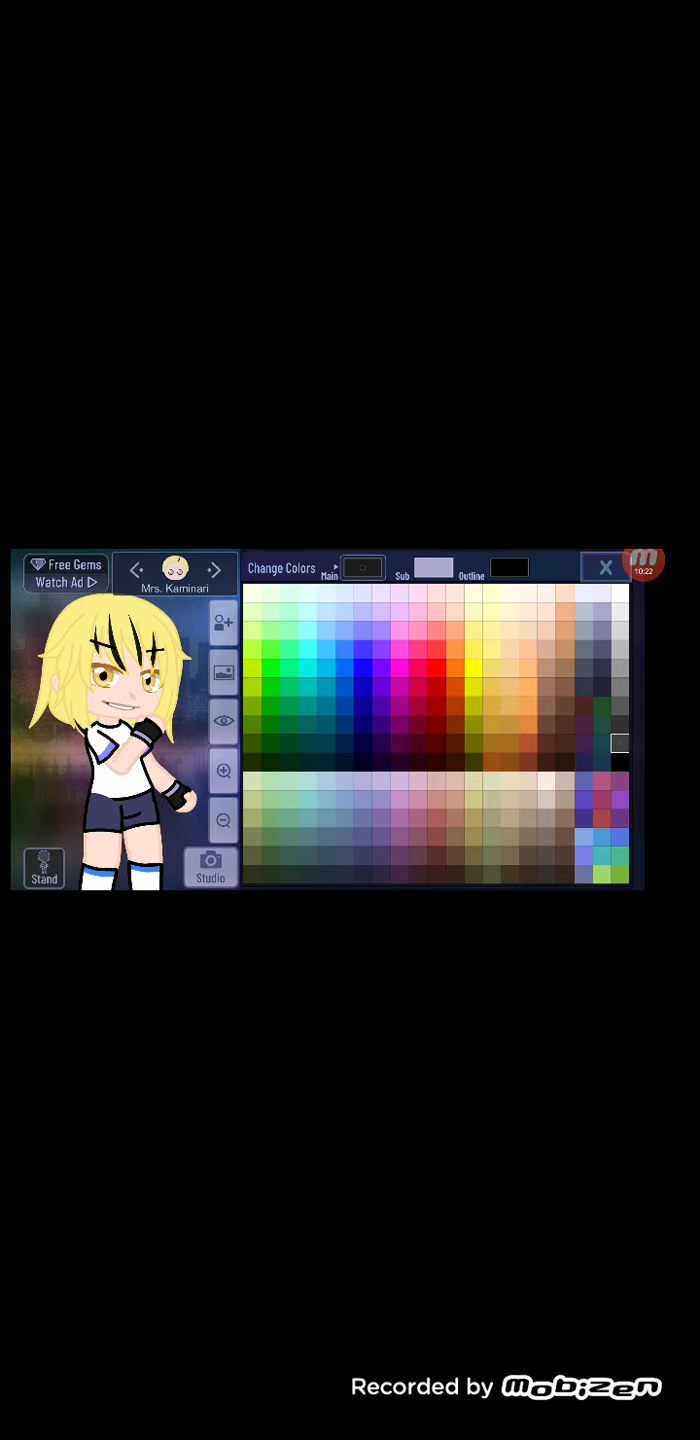 Free Gems
Watch Ad
Mrs. Kaminari
Change Colors
Main
Sub
Outline
X
10:22
Stand
Studio
Recorded by mobizen